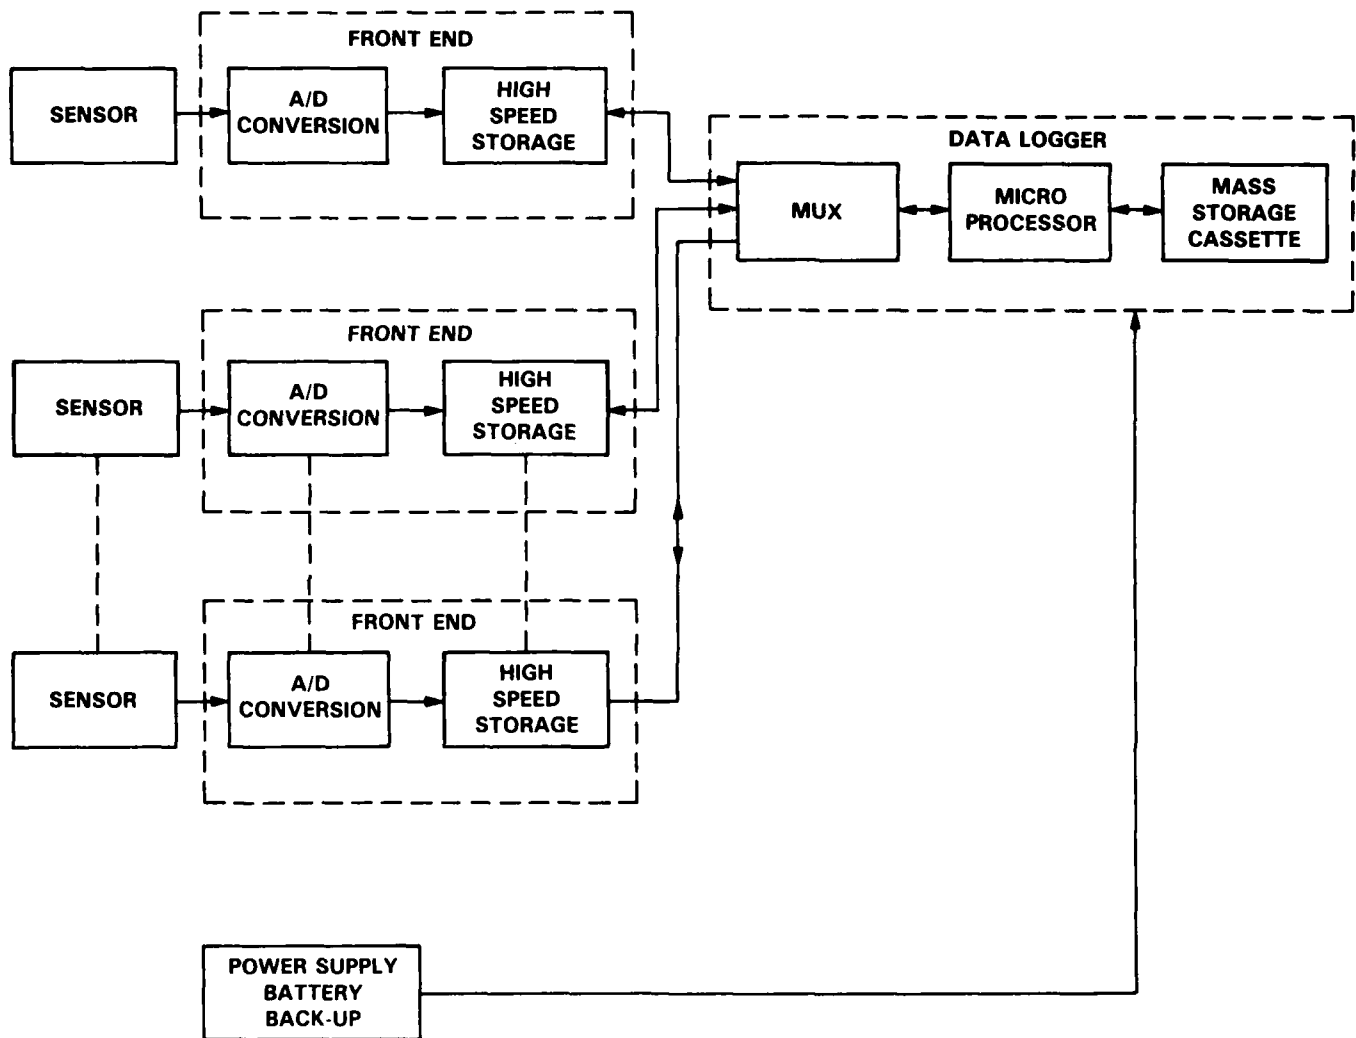 FRONT END
SENSOR
A/D
CONVERSION
HIGH
SPEED
STORAGE
DATA LOGGER
MUX
MICRO
PROCESSOR
MASS
STORAGE
CASSETTE
FRONT END
SENSOR
A/D
CONVERSION
HIGH
SPEED
STORAGE
FRONT END
SENSOR
A/D
CONVERSION
HIGH
SPEED
STORAGE
POWER SUPPLY
BATTERY
BACK-UP